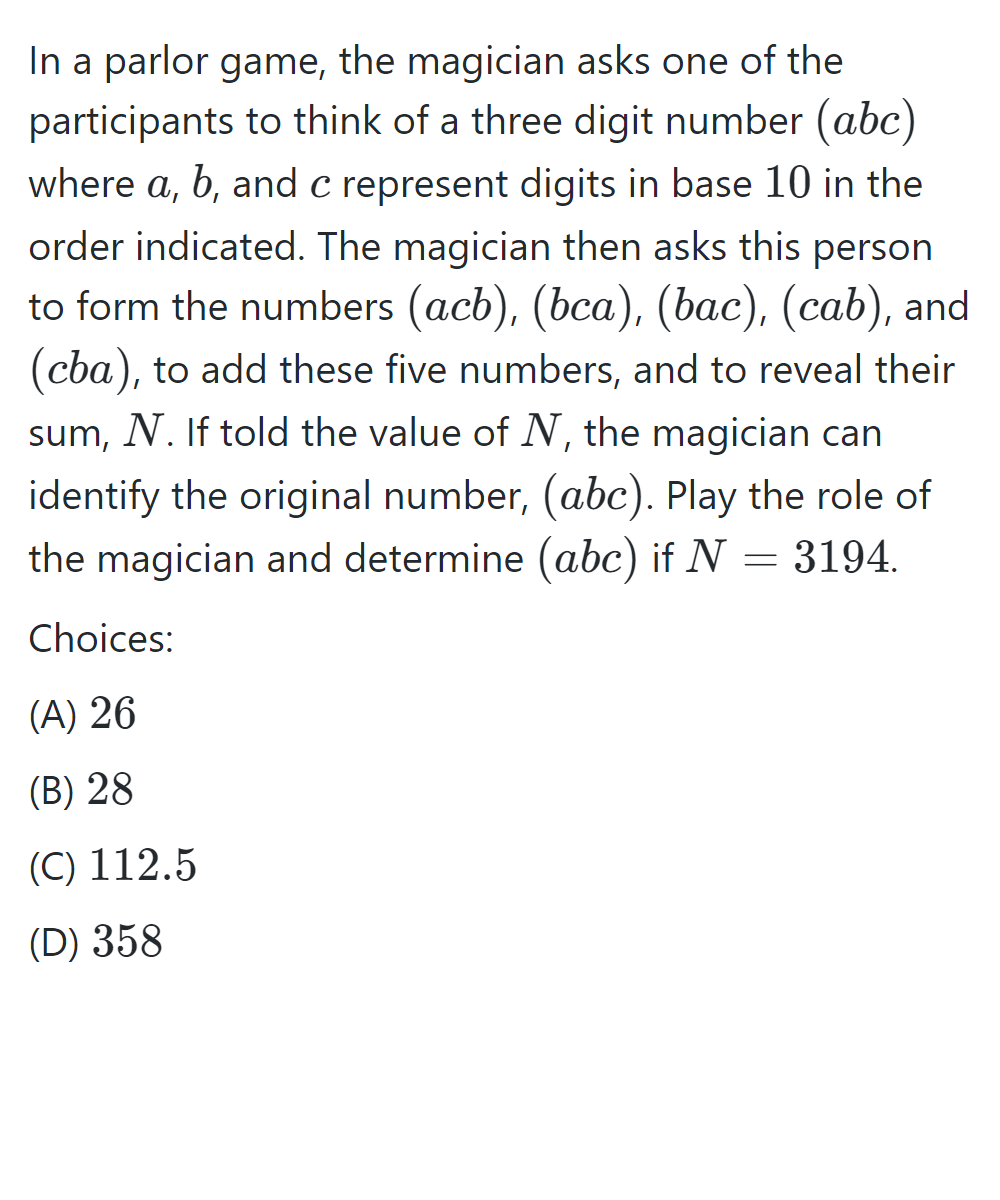 In a parlor game, the magician asks one of the
participants to think of a three digit number (abc)
where a, b, and c represent digits in base 10 in the
order indicated. The magician then asks this person
to form the numbers (acb), (bca), (bac), (cab), and
(cba), to add these five numbers, and to reveal their
sum, N. If told the value of N, the magician can
identify the original number, (abc). Play the role of
the magician and determine (abc) if N = 3194.
Choices:
(A) 26
(B) 28
(C) 112.5
(D) 358